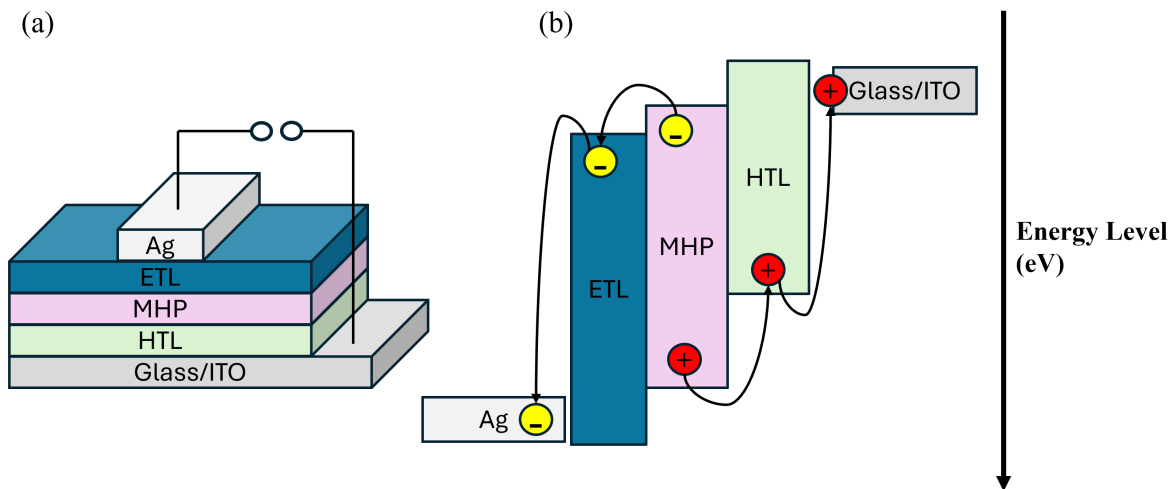 (a)
Ag
ETL
MHP
HTL
Glass/ITO
(b)
-
-
+
Glass/ITO
HTL
MHP
ETL
+
+
Ag
-
Energy Level
(eV)